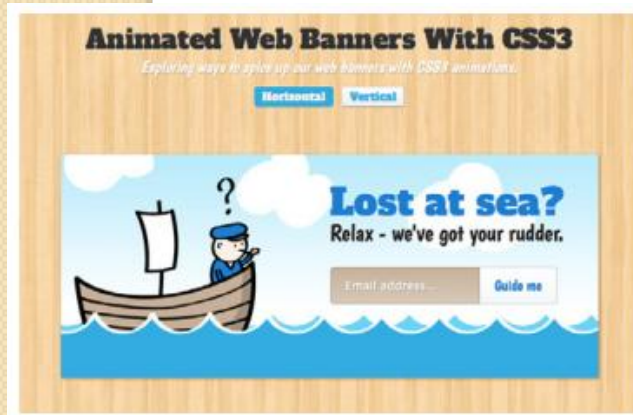 Animated Web Banners With CSS3
Exploring ways to spice up our web banners with CSS3 animations.
Horizontal Vertical
?
Lost at sea?
Relax - we've got your rudder.
Email address... Guide me